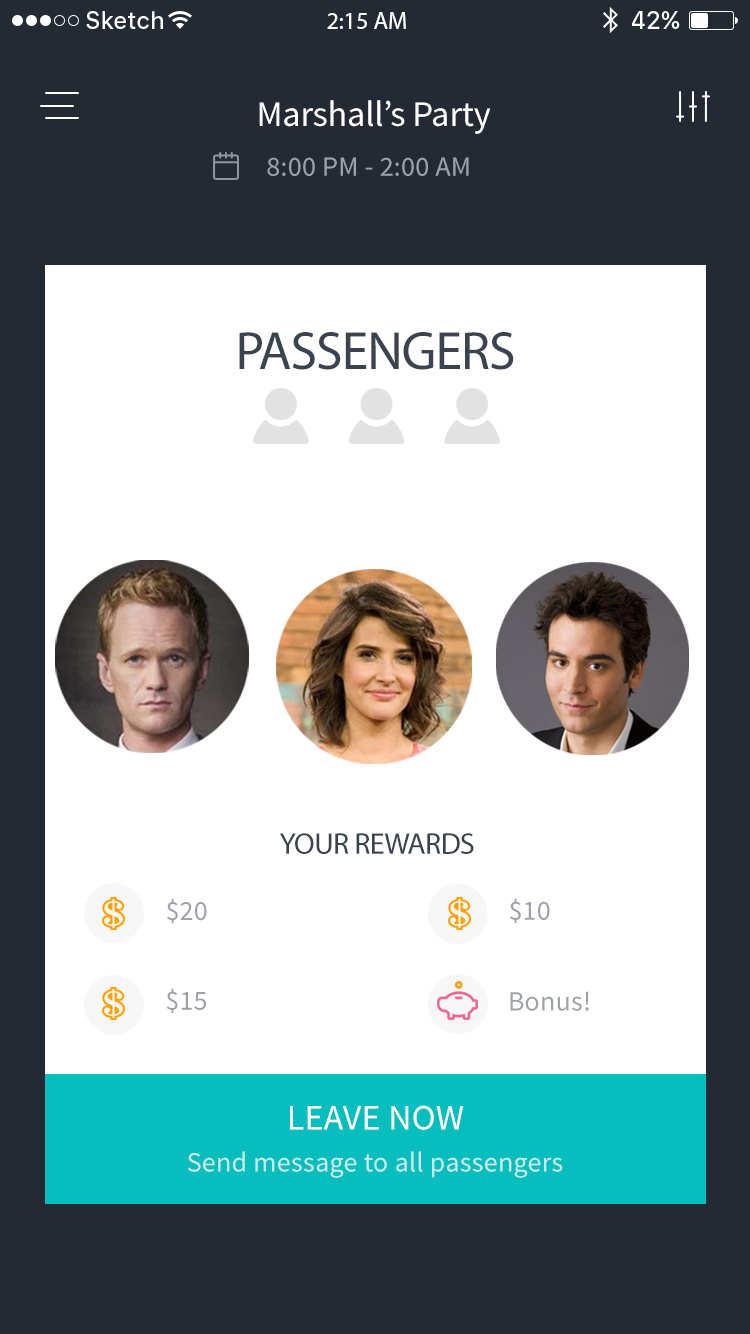 Sketch
2:15 AM
42%
Marshall’s Party
8:00 PM - 2:00 AM
PASSENGERS
YOUR REWARDS
$20
$10
$15
Bonus!
LEAVE NOW
Send message to all passengers